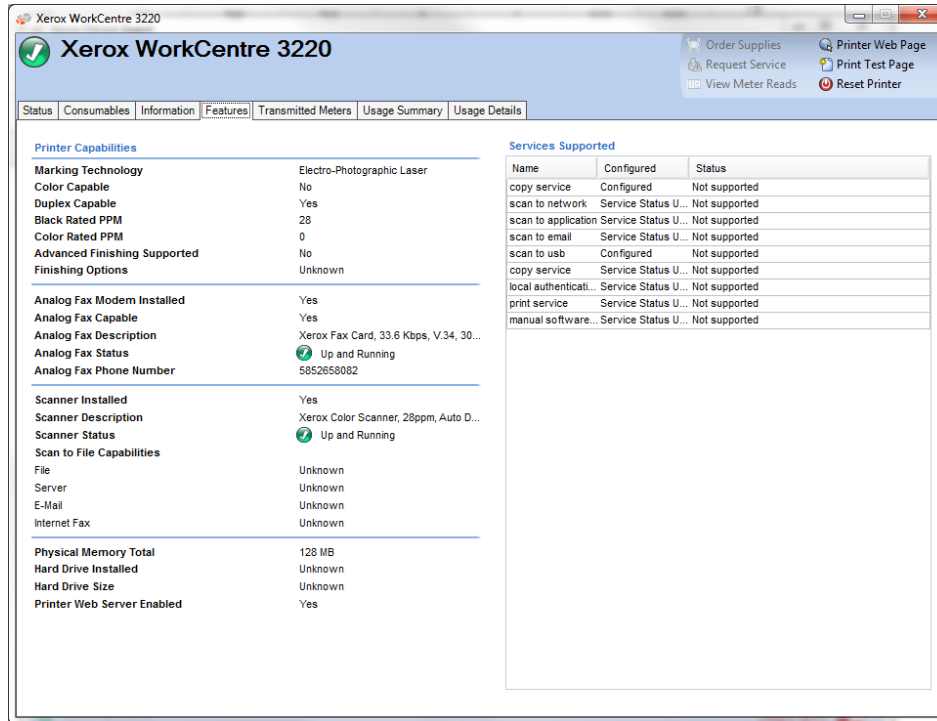 Xerox WorkCentre 3220
Xerox WorkCentre 3220
Order Supplies
Request Service
View Meter Reads
Printer Web Page
Print Test Page
Reset Printer
Status Consumables Information Features Transmitted Meters Usage Summary Usage Details
Printer Capabilities
Marking Technology Electro-Photographic Laser
Color Capable No
Duplex Capable Yes
Black Rated PPM 28
Color Rated PPM 0
Advanced Finishing Supported No
Finishing Options Unknown
Analog Fax Modem Installed Yes
Analog Fax Capable Yes
Analog Fax Description Xerox Fax Card, 33.6 Kbps, V.34, 30...
Analog Fax Status Up and Running
Analog Fax Phone Number 5852658082
Scanner Installed Yes
Scanner Description Xerox Color Scanner, 28ppm, Auto D...
Scanner Status Up and Running
Scan to File Capabilities
File Unknown
Server Unknown
E-Mail Unknown
Internet Fax Unknown
Physical Memory Total 128 MB
Hard Drive Installed Unknown
Hard Drive Size Unknown
Printer Web Server Enabled Yes
Services Supported
Name Configured Status
copy service Configured Not supported
scan to network Service Status U... Not supported
scan to application Service Status U... Not supported
scan to email Service Status U... Not supported
scan to usb Configured Not supported
copy service Service Status U... Not supported
local authenticati... Service Status U... Not supported
print service Service Status U... Not supported
manual software... Service Status U... Not supported